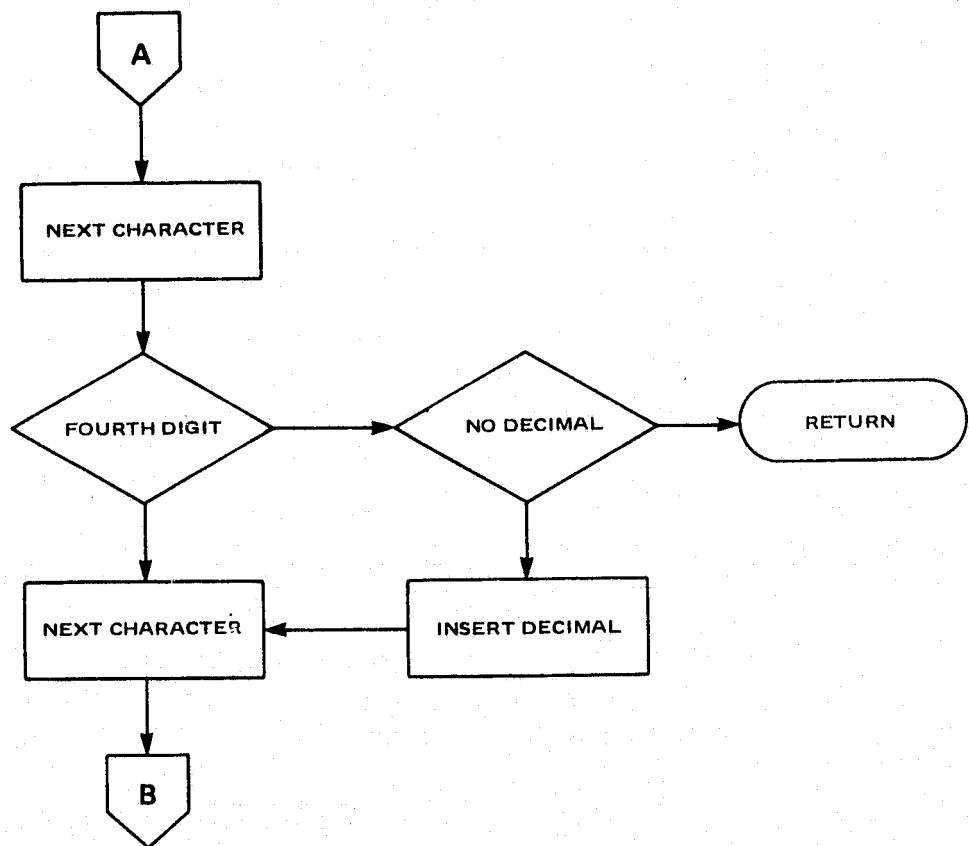 A
NEXT CHARACTER
FOURTH DIGIT
NO DECIMAL
RETURN
NEXT CHARACTER
INSERT DECIMAL
B